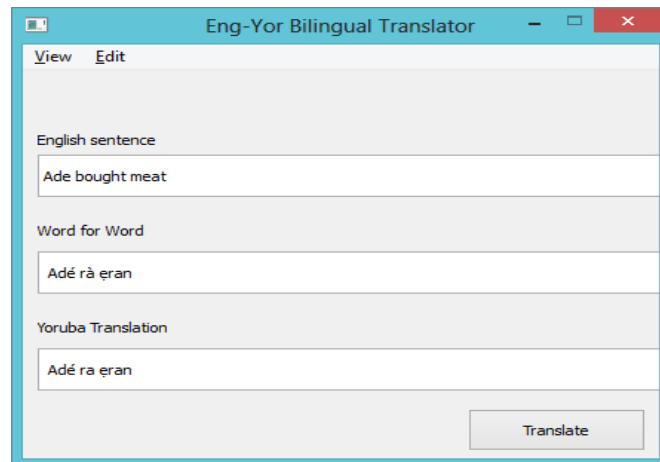 Eng-Yor Bilingual Translator
View Edit
English sentence
Ade bought meat
Word for Word
Adé rà ẹran
Yoruba Translation
Adé ra ẹran
Translate